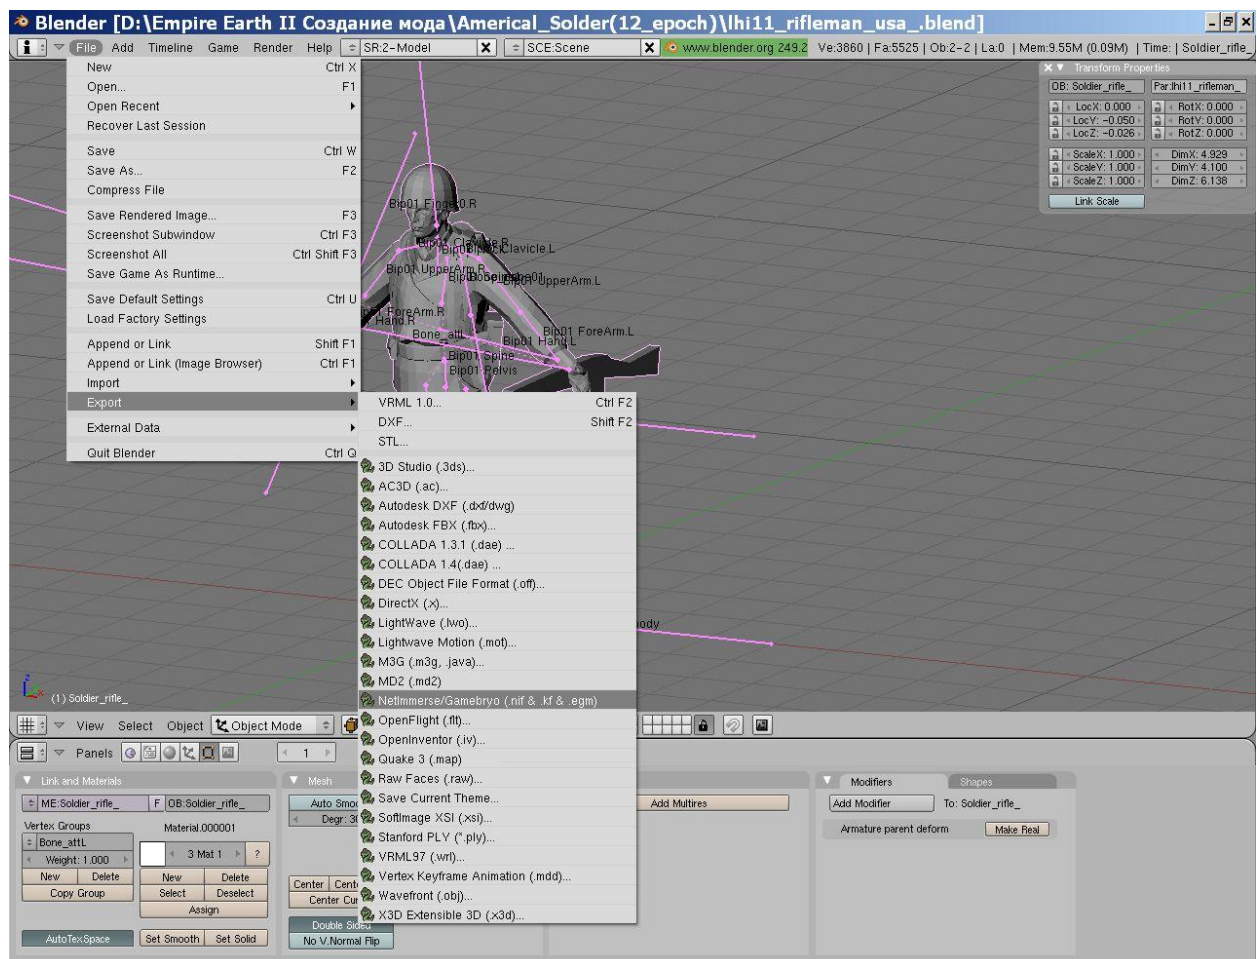 Blender [D:\Empire Earth II Создание мода\Americal_Solder(12_epoch)\lhi11_rifleman_usa_.blend]
File Add Timeline Game Render Help SR:2-Model X SCE:Scene X www.blender.org 249.2 Ve:3860 | Fa:5525 | Ob:2-2 | La:0 | Mem:9.55M (0.09M) | Time: | Soldier_rifle_
New Ctrl X
Open... F1
Open Recent
Recover Last Session
Save Ctrl W
Save As... F2
Compress File
Save Rendered Image... F3
Screenshot Subwindow Ctrl F3
Screenshot All Ctrl Shift F3
Save Game As Runtime...
Save Default Settings Ctrl U
Load Factory Settings
Append or Link Shift F1
Append or Link (Image Browser) Ctrl F1
Import
Export
External Data
Quit Blender Ctrl Q
Transform Properties
OB: Soldier_rifle_ Par:lhi11_rifleman_
LocX: 0.000 RotX: 0.000
LocY: -0.050 RotY: 0.000
LocZ: -0.026 RotZ: 0.000
ScaleX: 1.000 DimX: 4.929
ScaleY: 1.000 DimY: 4.100
ScaleZ: 1.000 DimZ: 6.138
Link Scale
Bip01 Finger0.R
Clavicle.L
Bip01 UpperArm.R
UpperArm.L
ForeArm.R
Hand.R
Bone_attL
Bip01 ForeArm.L
Bip01 Hand.L
Bip01 Spine
Bip01 Pelvis
VRML 1.0... Ctrl F2
DXF... Shift F2
STL...
3D Studio (.3ds)...
AC3D (.ac)...
Autodesk DXF (.dxf/dwg)
Autodesk FBX (.fbx)...
COLLADA 1.3.1 (.dae) ...
COLLADA 1.4(.dae) ...
DEC Object File Format (.off)...
DirectX (.x)...
LightWave (.lwo)...
body
Lightwave Motion (.mot)...
M3G (.m3g, .java)...
MD2 (.md2)
NetImmerse/Gamebryo (.nif & .kf & .egm)
OpenFlight (.flt)...
OpenInventor (.iv)...
Quake 3 (.map)
Raw Faces (.raw)...
Save Current Theme...
SoftImage XSI (.xsi)...
Stanford PLY (*.ply)...
VRML97 (.wrl)...
Vertex Keyframe Animation (.mdd)...
Wavefront (.obj)...
X3D Extensible 3D (.x3d)...
z
x
(1) Soldier_rifle_
View Select Object Object Mode
Panels 1
Link and Materials
ME:Soldier_rifle_ F OB:Soldier_rifle_
Vertex Groups Material.000001
Bone_attL
3 Mat 1 ?
Weight: 1.000
New Delete New Delete
Copy Group Select Deselect
Assign
AutoTexSpace Set Smooth Set Solid
Mesh
Auto Smoo
Degr: 30
Center Cent
Center Cur
Double Sided
No V.Normal Flip
Add Multires
Modifiers Shapes
Add Modifier To: Soldier_rifle_
Armature parent deform Make Real